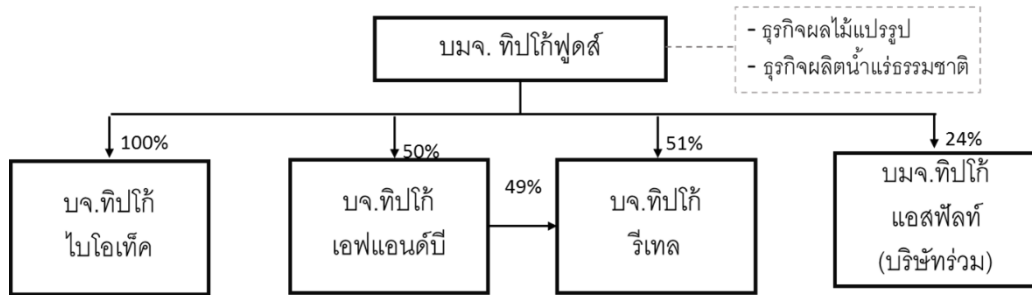 บมจ. ทิปโก้ฟูดส์
- ธุรกิจผลไม้แปรรูป
- ธุรกิจผลิตน้ำแร่ธรรมชาติ
100%
50%
51%
24%
บจ.ทิปโก้
ไบโอเท็ค
บจ.ทิปโก้
เอฟแอนด์บี
49%
บจ.ทิปโก้
รีเทล
บมจ.ทิปโก้
แอสฟัลท์
(บริษัทร่วม)